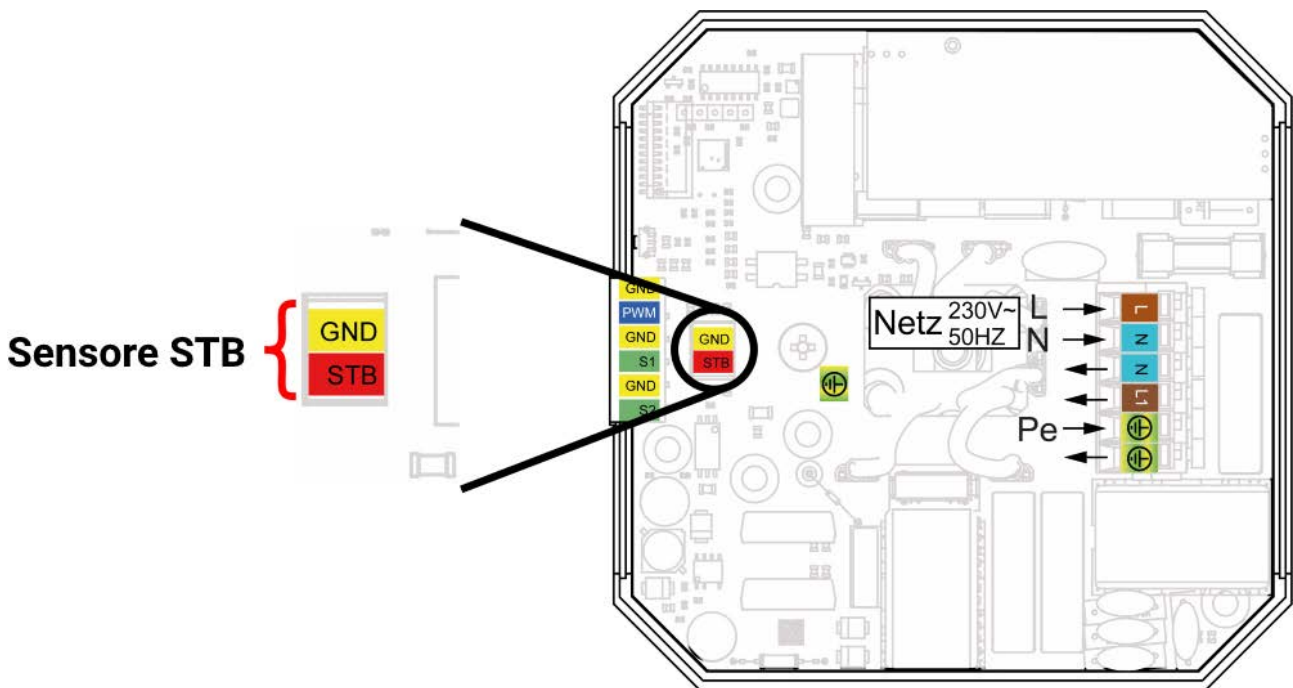 Sensore STB
GND
STB
GND
PWM
GND
S1
GND
S2
GND
STB
Netz 230V~
50HZ
L
N
Pe
L
N
N
L1